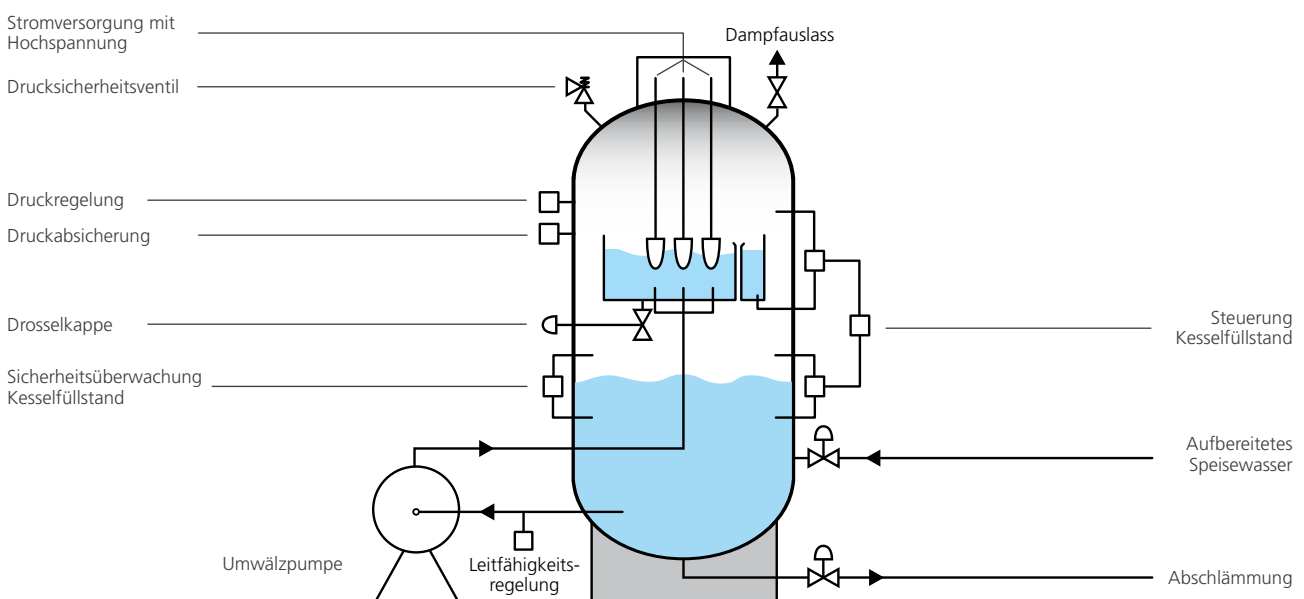 Stromversorgung mit
Hochspannung
Dampfauslass
Drucksicherheitsventil
Druckregelung
Druckabsicherung
Drosselkappe
Steuerung
Kesselfüllstand
Sicherheitsüberwachung
Kesselfüllstand
Aufbereitetes
Speisewasser
Umwälzpumpe
Leitfähigkeits-
regelung
Abschlämmung